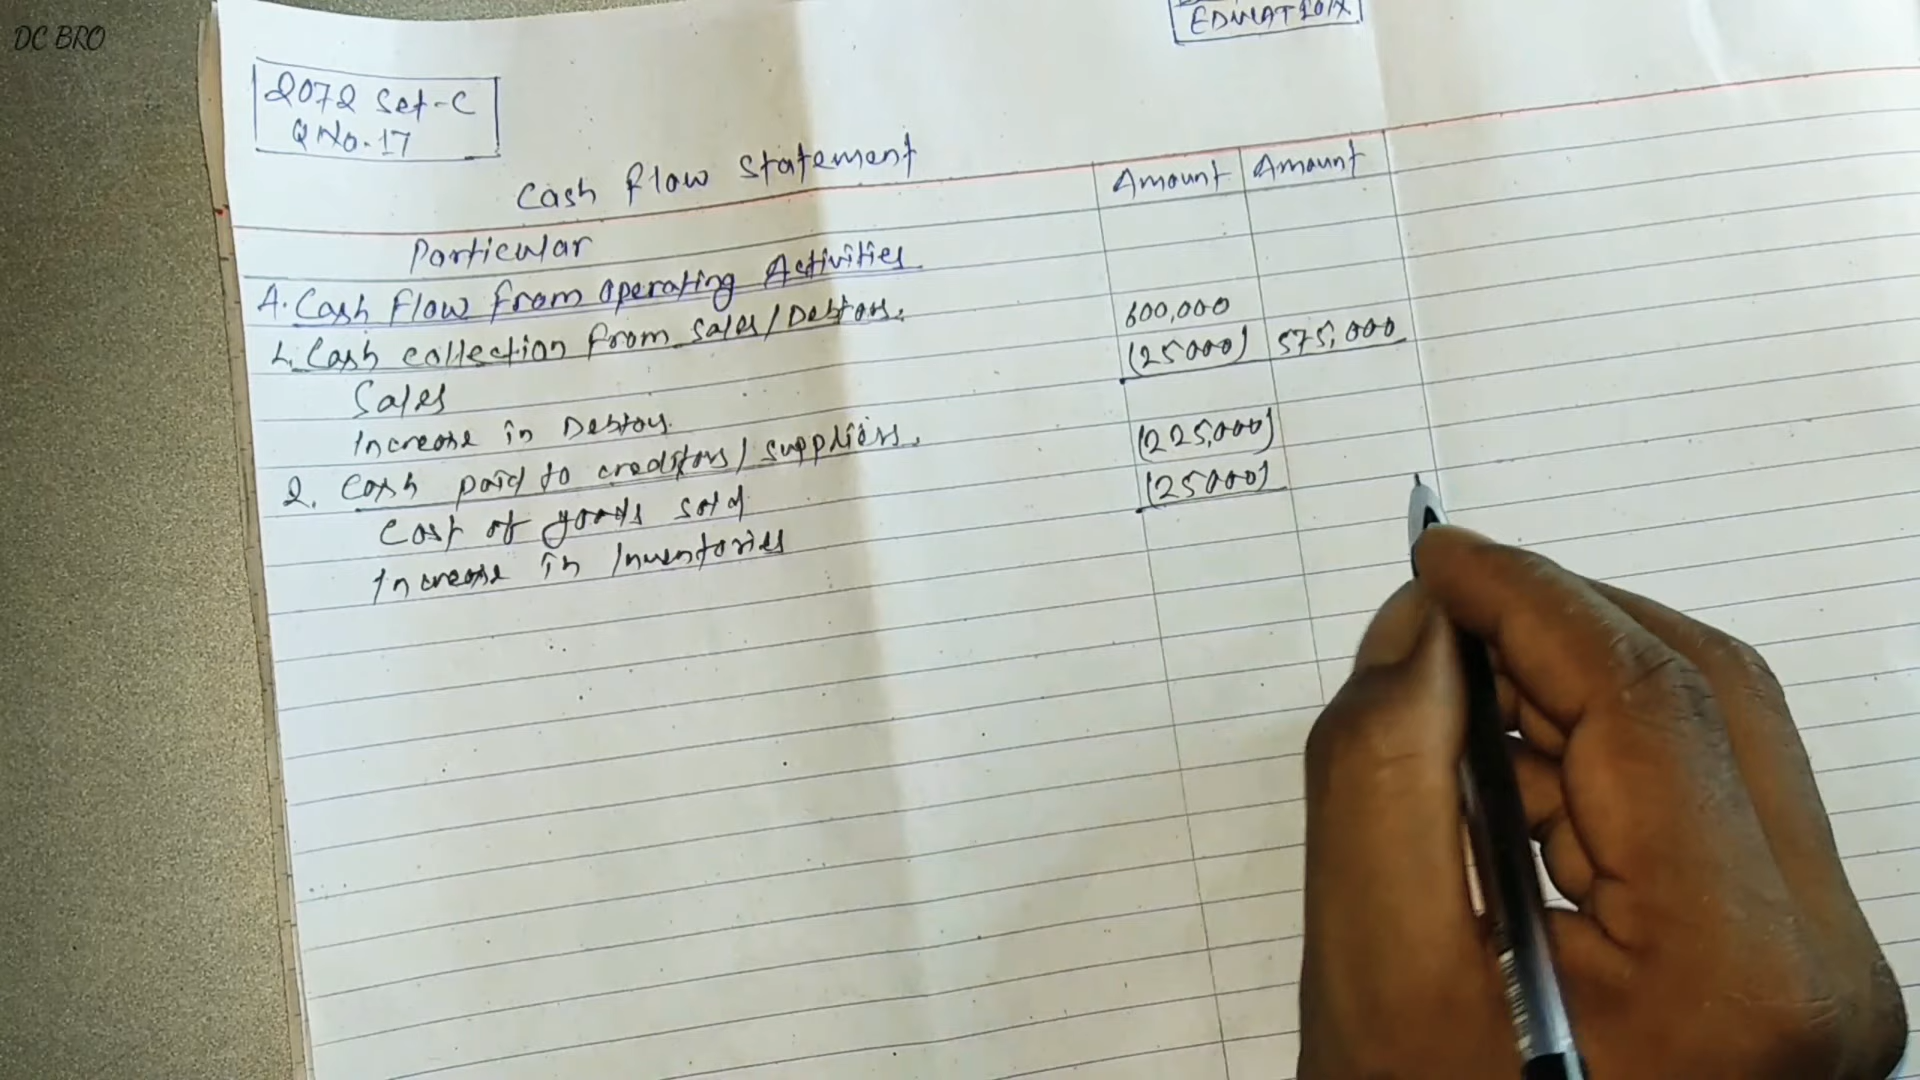 DC BRO
EDUCATION
2072 Set-C
Q No. 17
Cash flow statement
Particular Amount Amount
A. Cash flow from operating Activities
1. Cash collection from sales/Debtors. 600,000
Sales (25000) 575,000
Increase in Debtors.
2. Cash paid to creditors/suppliers. (225,000)
Cost of goods sold (25000)
Increase in Inventories